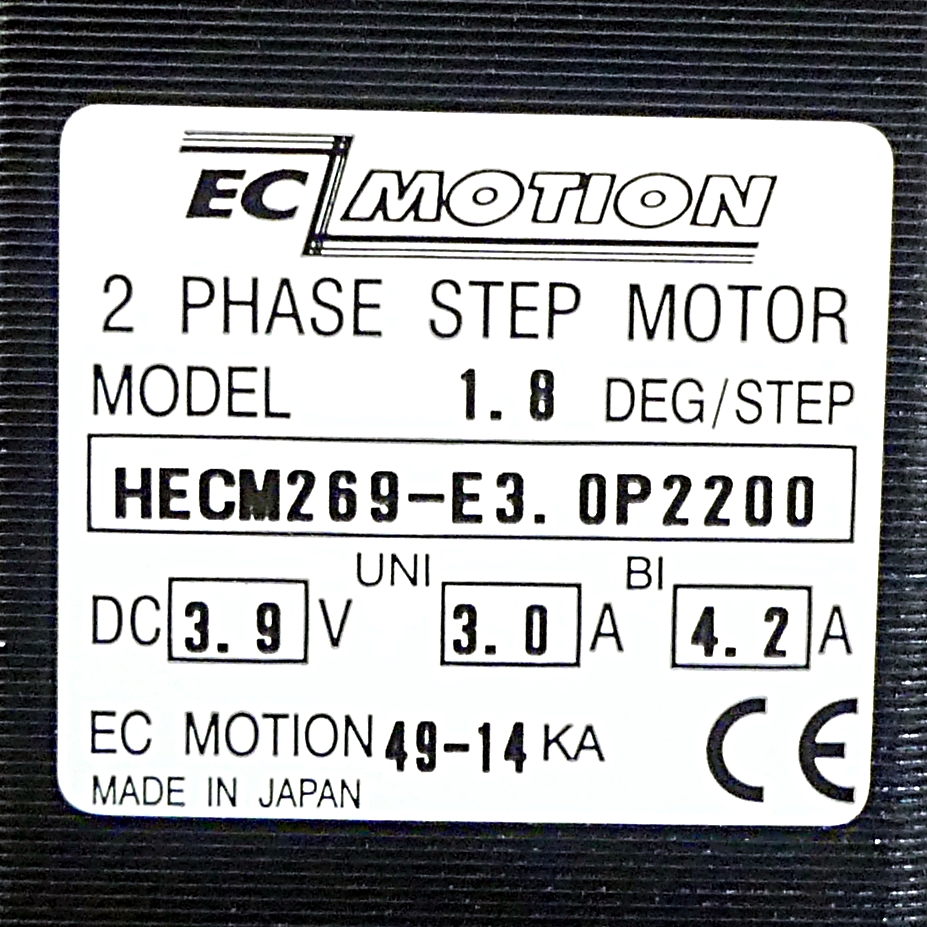 EC MOTION
2 PHASE STEP MOTOR
MODEL 1.8 DEG/STEP
HECM269-E3.0P2200
UNI BI
DC 3.9 V 3.0 A 4.2 A
EC MOTION 49-14 KA
MADE IN JAPAN
CE